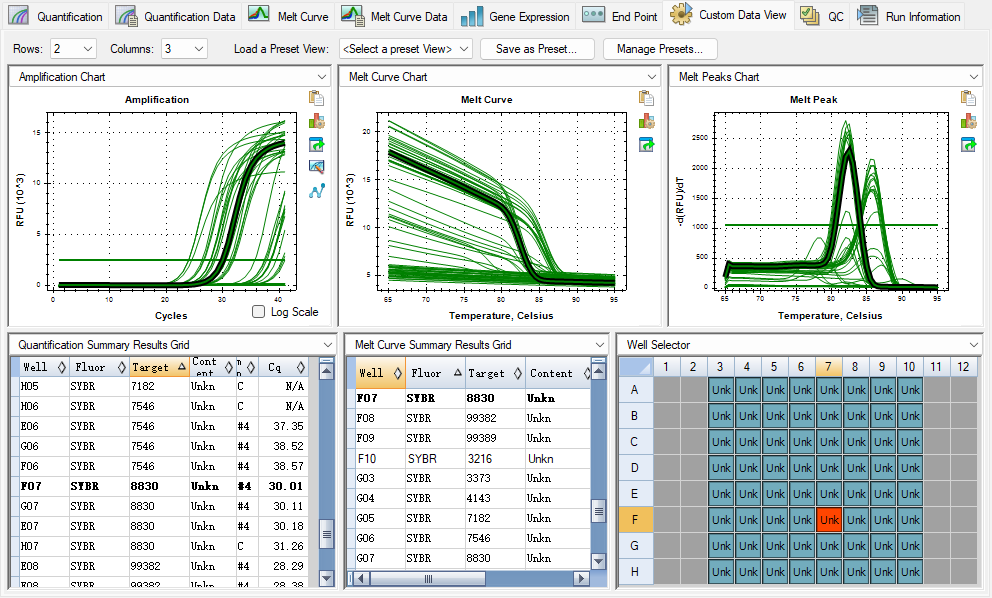 Quantification Quantification Data Melt Curve Melt Curve Data Gene Expression End Point Custom Data View QC Run Infomation
Rows: 2 Columns: 3 Load a Preset View: <Select a preset View> Save as Preset... Manage Presets...
Amplification Chart
Amplification
RFU (10^3)
15
10
5
0
0 10 20 30 40
Cycles
Log Scale
Melt Curve Chart
Melt Curve
RFU (10^3)
20
15
10
5
65 70 75 80 85 90 95
Temperature, Celsius
Melt Peaks Chart
Melt Peak
-d(RFU)/dT
2500
2000
1500
1000
500
0
65 70 75 80 85 90 95
Temperature, Celsius
Quantification Summary Results Grid
Well Fluor Target Content Cq
H05 SYBR 7182 Unkn C N/A
H06 SYBR 7546 Unkn C N/A
E06 SYBR 7546 Unkn #4 37.35
G06 SYBR 7546 Unkn #4 38.52
F06 SYBR 7546 Unkn #4 38.57
F07 SYBR 8830 Unkn #4 30.01
G07 SYBR 8830 Unkn #4 30.11
E07 SYBR 8830 Unkn #4 30.18
H07 SYBR 8830 Unkn C 31.26
E08 SYBR 99382 Unkn #4 28.29
F08 SYBR 99382 Unkn #4 28.38
Melt Curve Summary Results Grid
Well Fluor Target Content
F07 SYBR 8830 Unkn
F08 SYBR 99382 Unkn
F09 SYBR 99389 Unkn
F10 SYBR 3216 Unkn
G03 SYBR 3373 Unkn
G04 SYBR 4143 Unkn
G05 SYBR 7182 Unkn
G06 SYBR 7546 Unkn
G07 SYBR 8830 Unkn
Well Selector
1 2 3 4 5 6 7 8 9 10 11 12
A Unk Unk Unk Unk Unk Unk Unk Unk
B Unk Unk Unk Unk Unk Unk Unk Unk
C Unk Unk Unk Unk Unk Unk Unk Unk
D Unk Unk Unk Unk Unk Unk Unk Unk
E Unk Unk Unk Unk Unk Unk Unk Unk
F Unk Unk Unk Unk Unk Unk Unk Unk
G Unk Unk Unk Unk Unk Unk Unk Unk
H Unk Unk Unk Unk Unk Unk Unk Unk